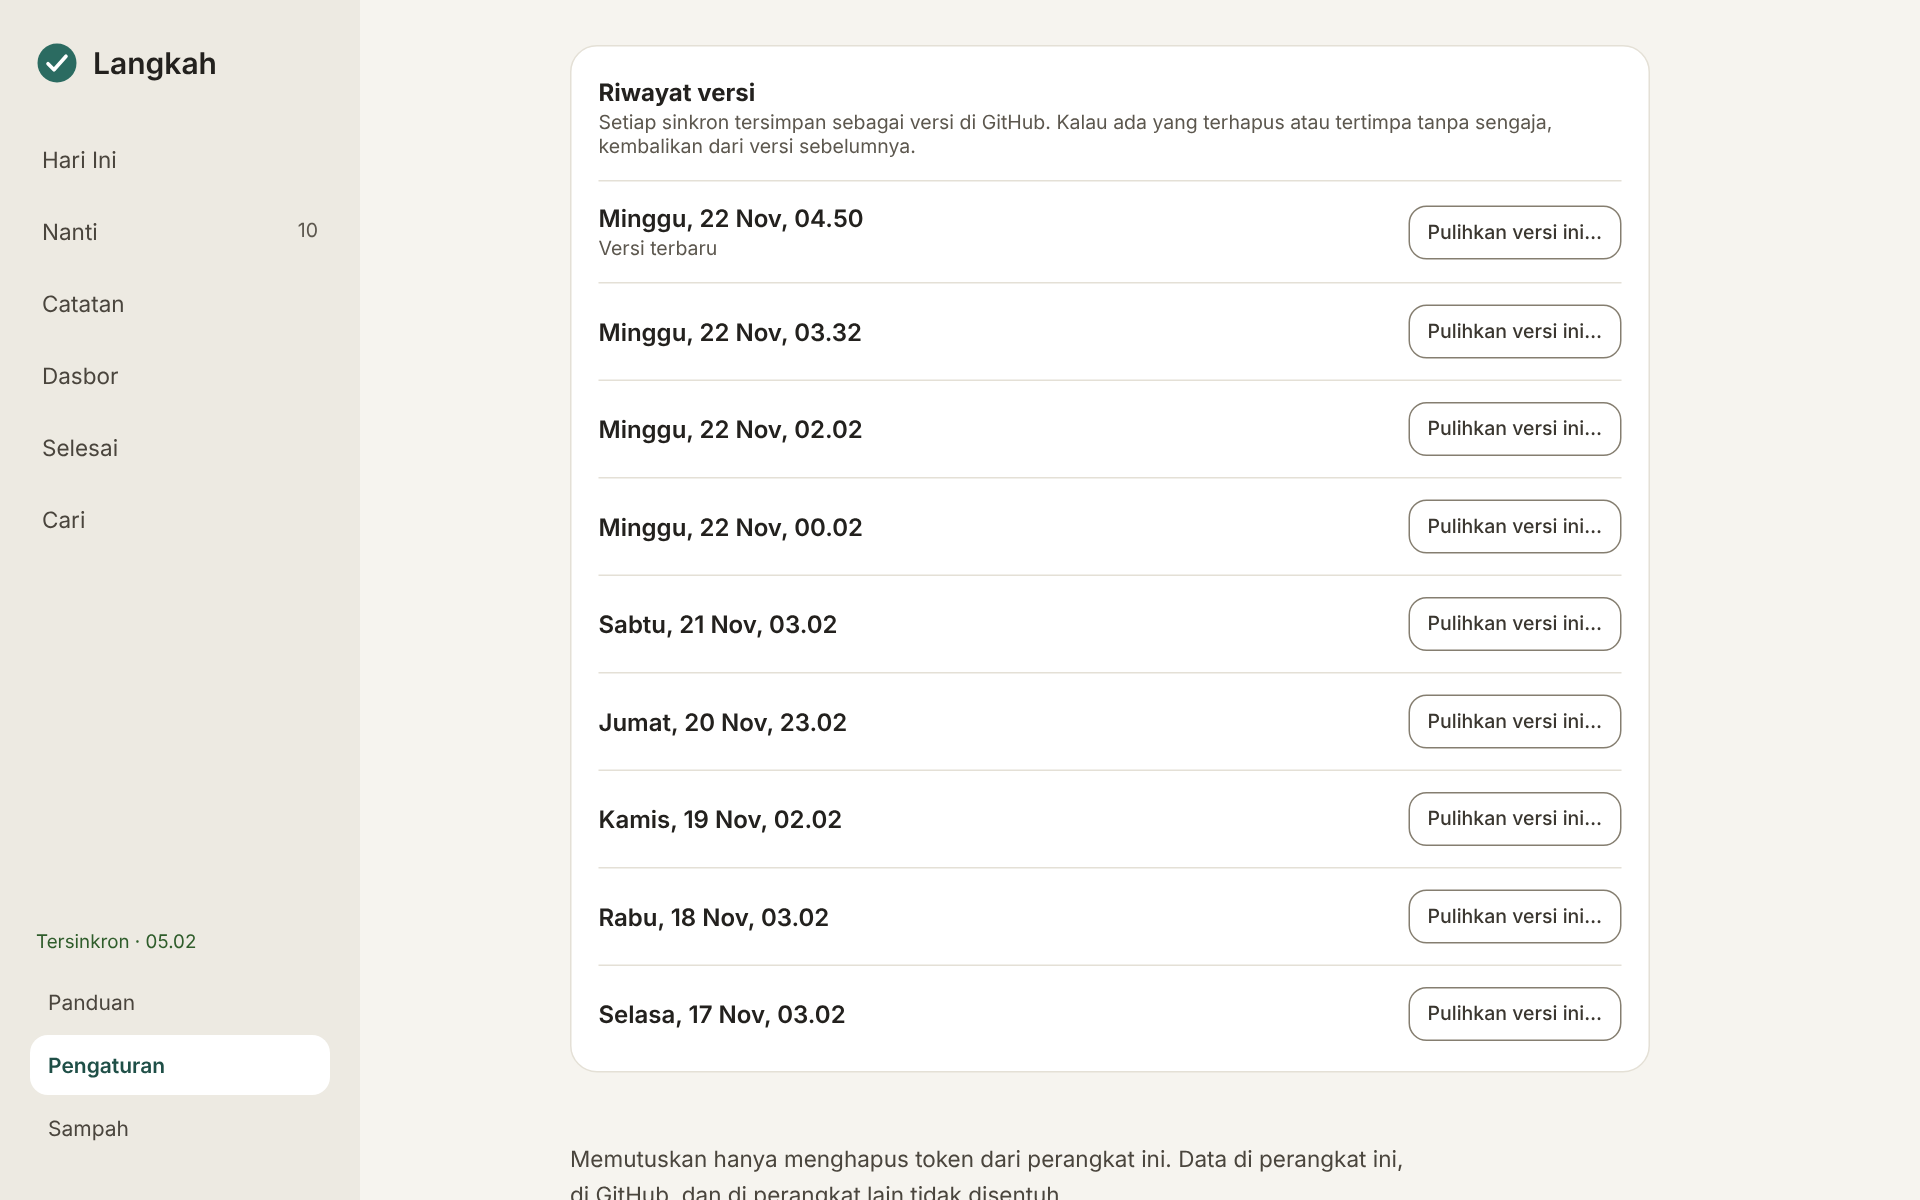 Langkah
Hari Ini
Nanti 10
Catatan
Dasbor
Selesai
Cari
Tersinkron · 05.02
Panduan
Pengaturan
Sampah
Riwayat versi
Setiap sinkron tersimpan sebagai versi di GitHub. Kalau ada yang terhapus atau tertimpa tanpa sengaja,
kembalikan dari versi sebelumnya.
Minggu, 22 Nov, 04.50
Versi terbaru
Pulihkan versi ini...
Minggu, 22 Nov, 03.32
Pulihkan versi ini...
Minggu, 22 Nov, 02.02
Pulihkan versi ini...
Minggu, 22 Nov, 00.02
Pulihkan versi ini...
Sabtu, 21 Nov, 03.02
Pulihkan versi ini...
Jumat, 20 Nov, 23.02
Pulihkan versi ini...
Kamis, 19 Nov, 02.02
Pulihkan versi ini...
Rabu, 18 Nov, 03.02
Pulihkan versi ini...
Selasa, 17 Nov, 03.02
Pulihkan versi ini...
Memutuskan hanya menghapus token dari perangkat ini. Data di perangkat ini,
di GitHub, dan di perangkat lain tidak disentuh.